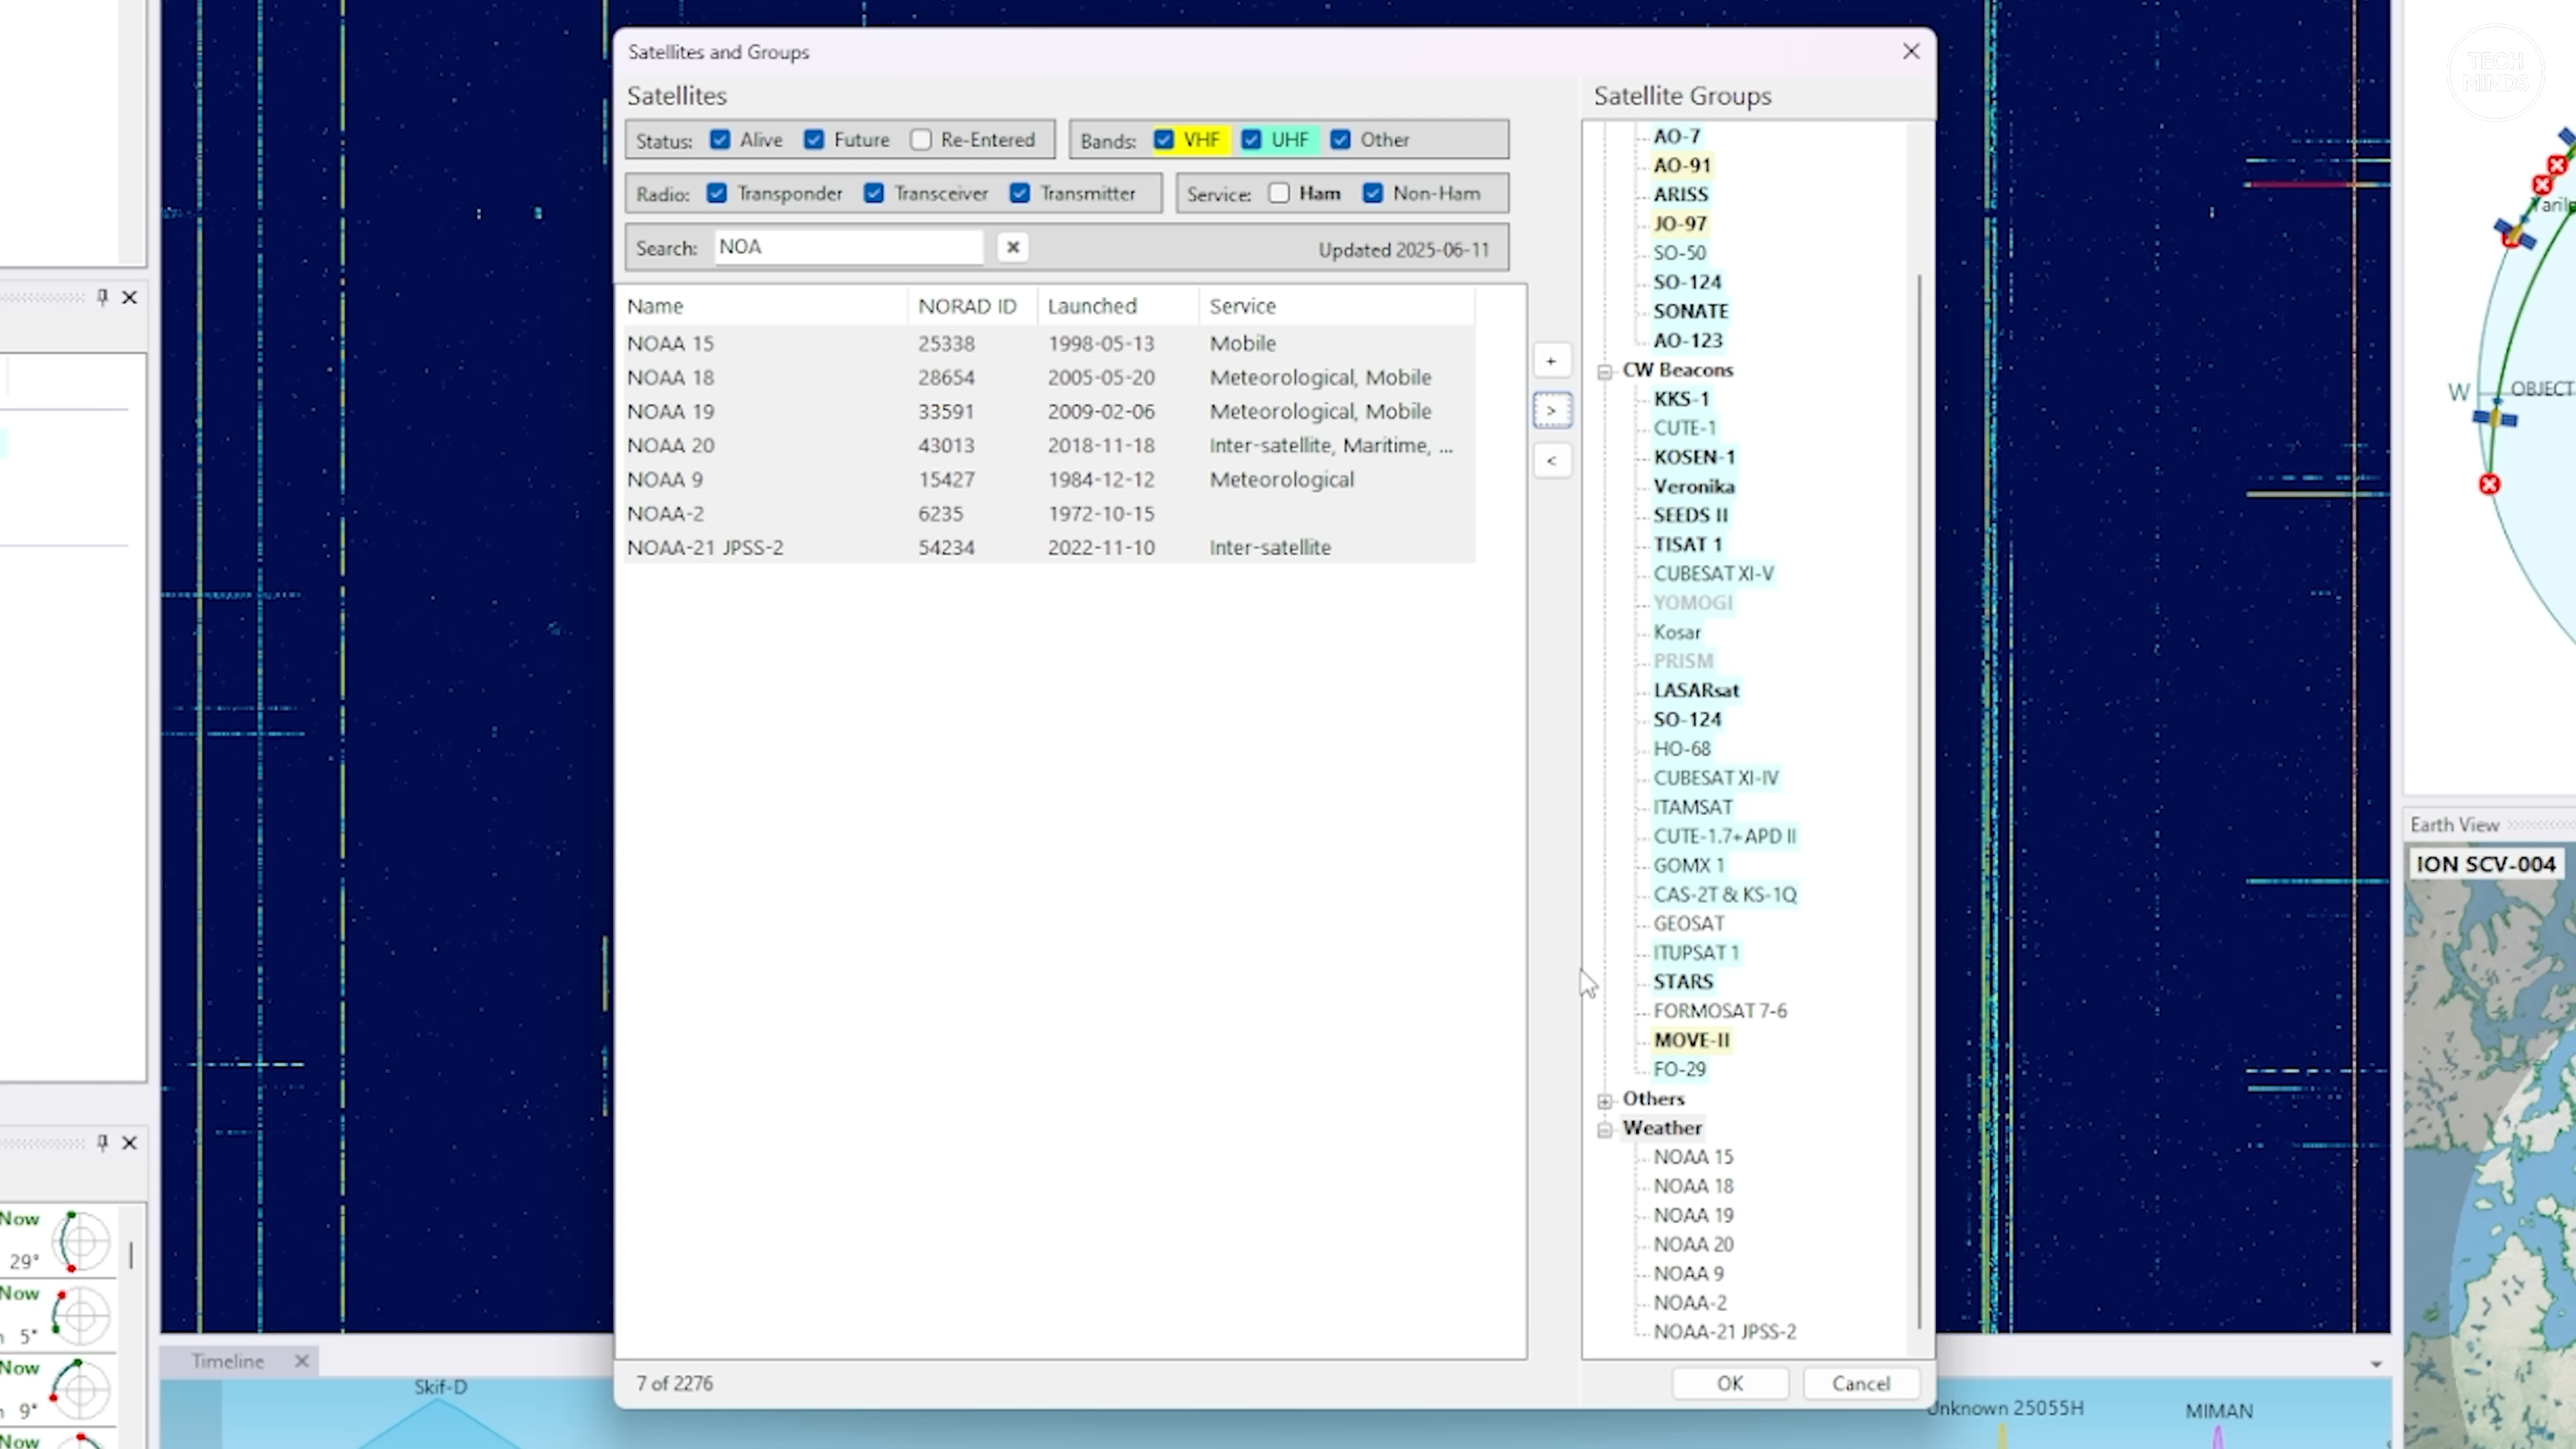 TECH
MINDS
Satellites and Groups
Satellites
Status: Alive Future Re-Entered
Bands: VHF UHF Other
Radio: Transponder Transceiver Transmitter
Service: Ham Non-Ham
Search: NOA
Updated 2025-06-11
Name NORAD ID Launched Service
NOAA 15 25338 1998-05-13 Mobile
NOAA 18 28654 2005-05-20 Meteorological, Mobile
NOAA 19 33591 2009-02-06 Meteorological, Mobile
NOAA 20 43013 2018-11-18 Inter-satellite, Maritime, ...
NOAA 9 15427 1984-12-12 Meteorological
NOAA-2 6235 1972-10-15
NOAA-21 JPSS-2 54234 2022-11-10 Inter-satellite
7 of 2276
+
>
<
Satellite Groups
AO-7
AO-91
ARISS
JO-97
SO-50
SO-124
SONATE
AO-123
CW Beacons
KKS-1
CUTE-1
KOSEN-1
Veronika
SEEDS II
TISAT 1
CUBESAT XI-V
YOMOGI
Kosar
PRISM
LASARsat
SO-124
HO-68
CUBESAT XI-IV
ITAMSAT
CUTE-1.7+APD II
GOMX 1
CAS-2T & KS-1Q
GEOSAT
ITUPSAT 1
STARS
FORMOSAT 7-6
MOVE-II
FO-29
Others
Weather
NOAA 15
NOAA 18
NOAA 19
NOAA 20
NOAA 9
NOAA-2
NOAA-21 JPSS-2
OK Cancel
W
OBJECT
Earth View
ION SCV-004
Now
29°
Now
5°
Now
9°
Now
Timeline
Skif-D
Unknown 25055H
MIMAN